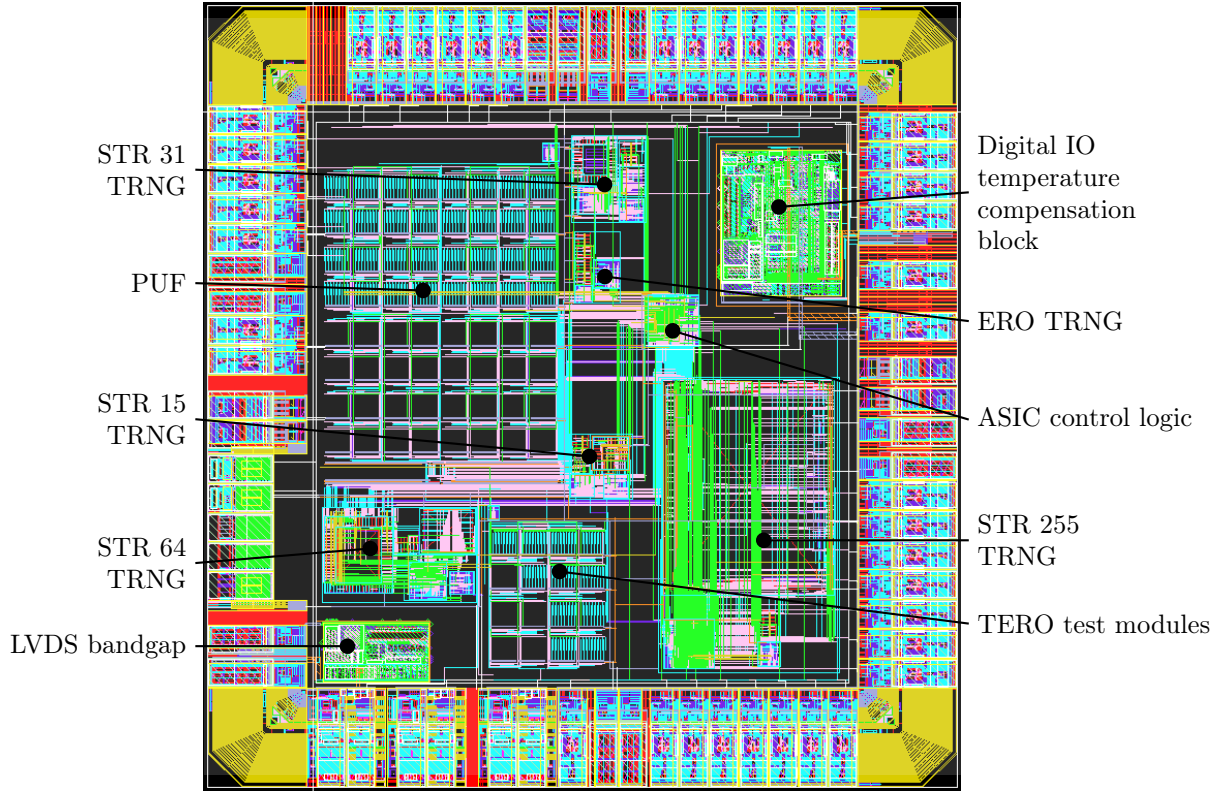 STR 31
TRNG
PUF
STR 15
TRNG
STR 64
TRNG
LVDS bandgap
Digital IO
temperature
compensation
block
ERO TRNG
ASIC control logic
STR 255
TRNG
TERO test modules